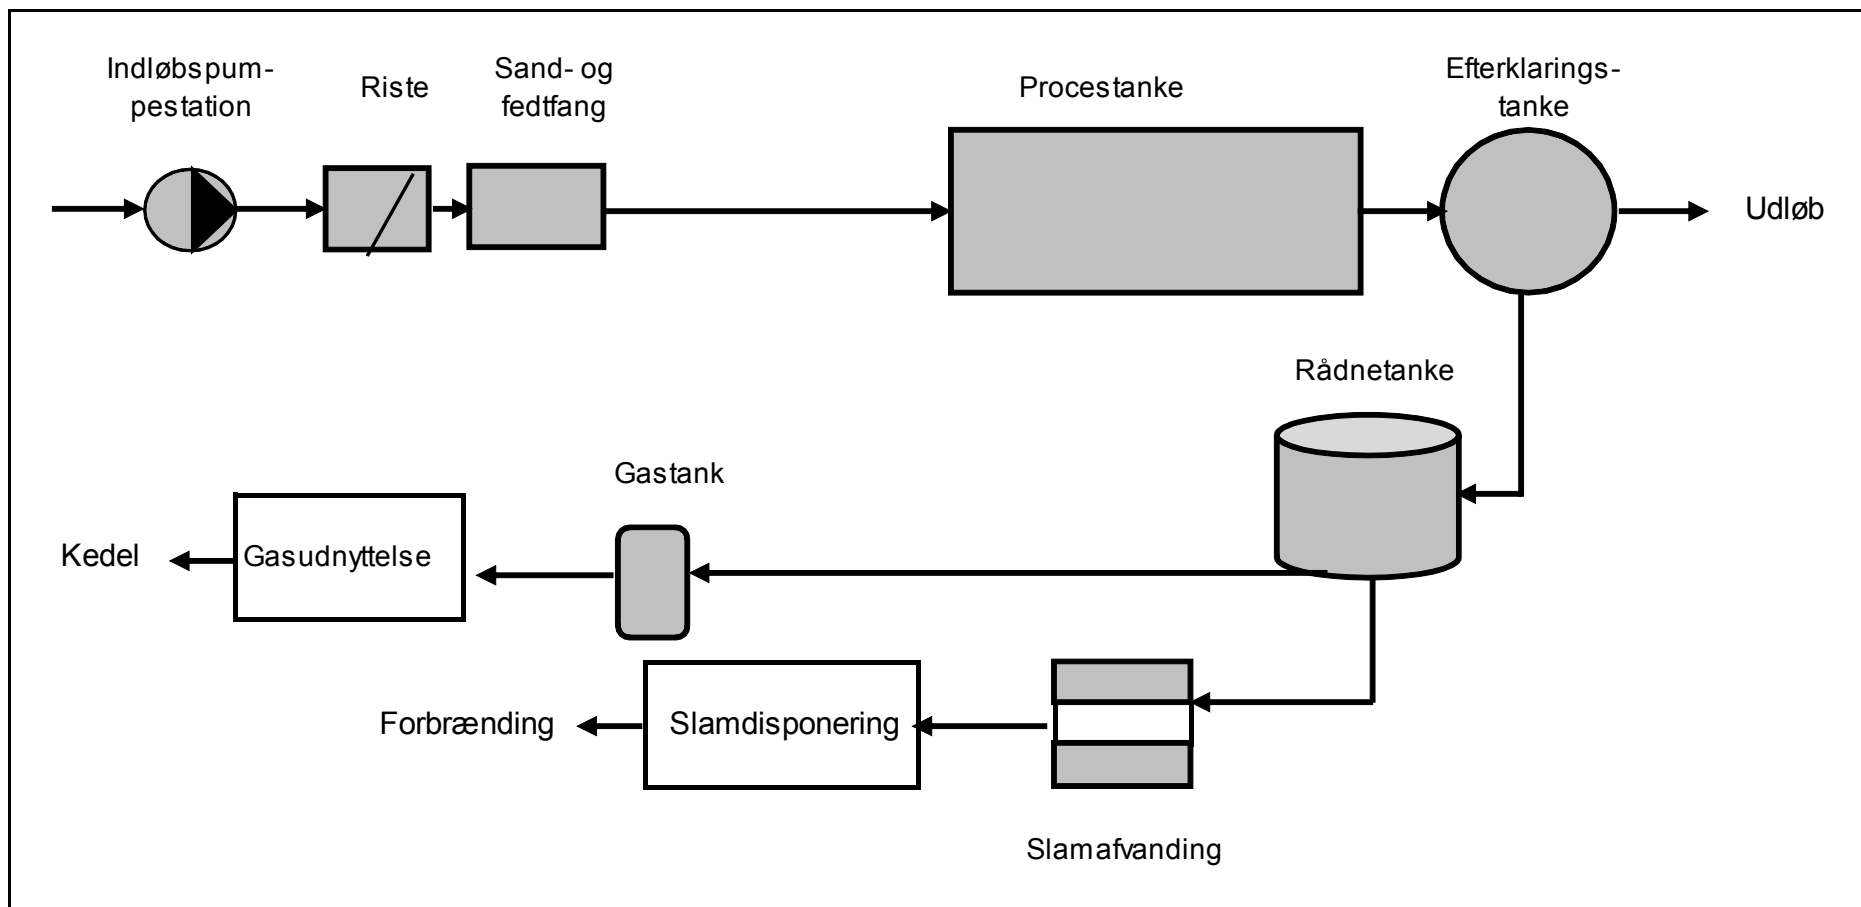 Indløbspum-
pestation
Riste
Sand- og
fedtfang
Procestanke
Efterklarings-
tanke
Udløb
Rådnetanke
Gastank
Kedel
Gasudnyttelse
Forbrænding
Slamdisponering
Slamafvanding